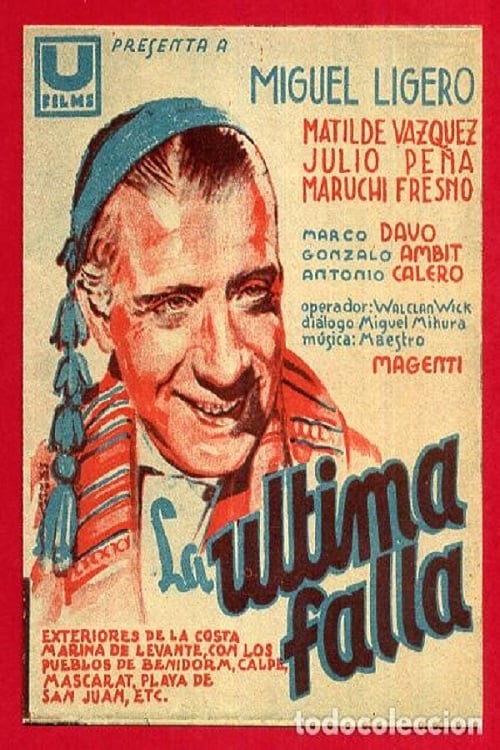 U
FILMS
PRESENTA A
MIGUEL LIGERO
MATILDE VAZQUEZ
JULIO PEÑA
MARUCHI FRESNO
MARCO DAVO
GONZALO AMBIT
ANTONIO CALERO
operador: WALCLAN WICK
diálogo Miguel Mihura
música: MAESTRO
MAGENTI
La ultima
falla
EXTERIORES DE LA COSTA
MARINA DE LEVANTE, CON LOS
PUEBLOS DE BENIDORM, CALPE,
MASCARAT, PLAYA DE
SAN JUAN, ETC.
todocoleccion